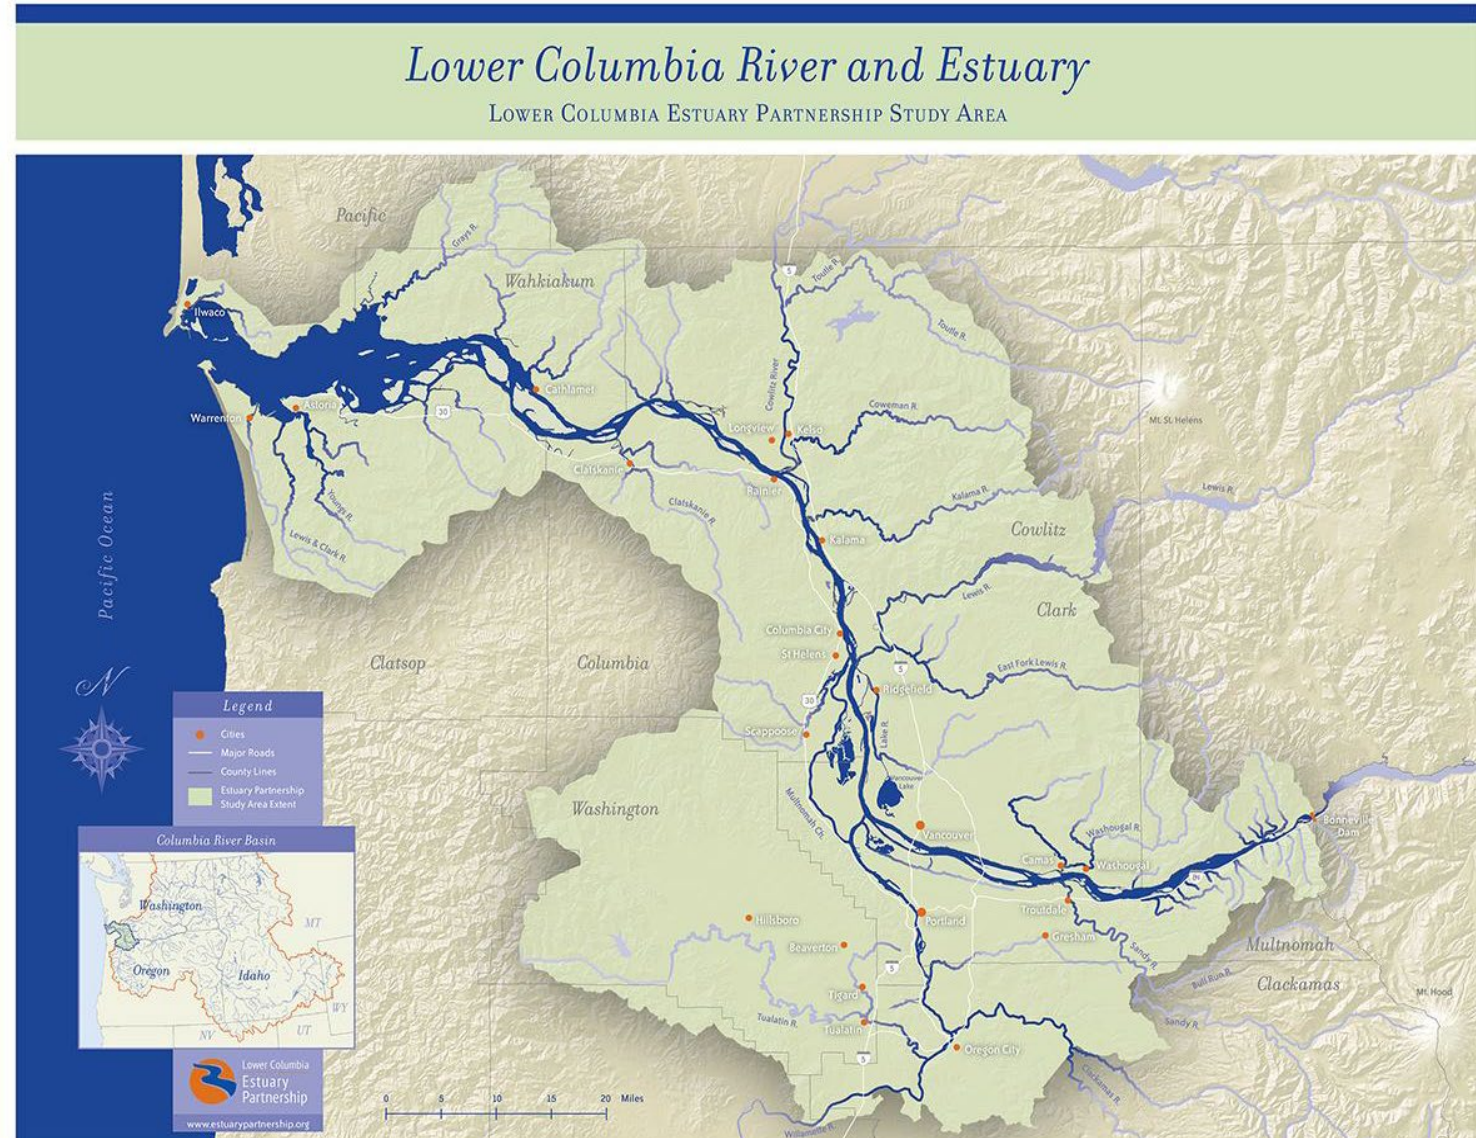 Lower Columbia River and Estuary
LOWER COLUMBIA ESTUARY PARTNERSHIP STUDY AREA
Pacific
Grays R.
Wahkiakum
5
Toutle R.
Ilwaco
Toutle R.
Cathlamet
Cowlitz River
Warrenton
Astoria
30
Coweman R.
Mt. St. Helens
Longview
Kelso
Clatskanie
Rainier
Lewis R.
Youngs R.
Clatskanie R.
Kalama R.
Pacific Ocean
Lewis & Clark R.
Kalama
Cowlitz
Lewis R.
Clark
Columbia City
St Helens
Clatsop
Columbia
5
East Fork Lewis R.
N
30
Ridgefield
Scappoose
Lake R.
Legend
Cities
Major Roads
County Lines
Estuary Partnership
Study Area Extent
Vancouver
Lake
Washington
Multnomah Ch.
Vancouver
Washougal R.
Bonneville
Dam
Columbia River Basin
Camas
Washougal
84
Washington
MT
Troutdale
Hillsboro
Portland
Gresham
Beaverton
Sandy R.
Multnomah
Oregon
Idaho
5
Bull Run R.
Clackamas
Tigard
Mt. Hood
WY
Tualatin R.
Tualatin
Sandy R.
NV
UT
5
Oregon City
Lower Columbia
Estuary
Partnership
Clackamas R.
0 5 10 15 20 Miles
www.estuarypartnership.org
Willamette R.